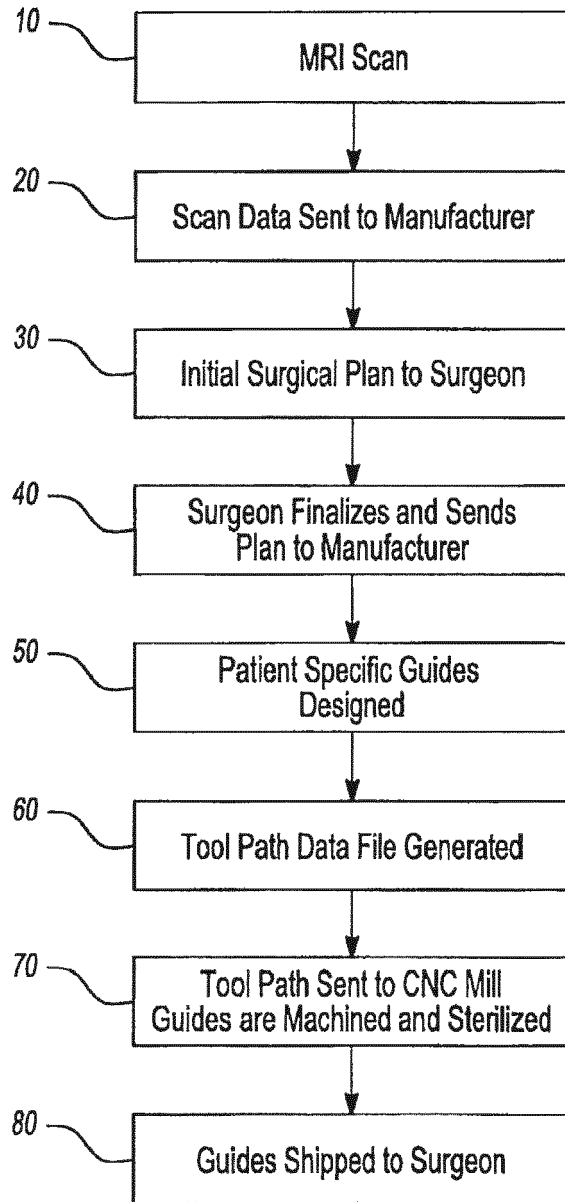 10
MRI Scan
20
Scan Data Sent to Manufacturer
30
Initial Surgical Plan to Surgeon
40
Surgeon Finalizes and Sends
Plan to Manufacturer
50
Patient Specific Guides
Designed
60
Tool Path Data File Generated
70
Tool Path Sent to CNC Mill
Guides are Machined and Sterilized
80
Guides Shipped to Surgeon